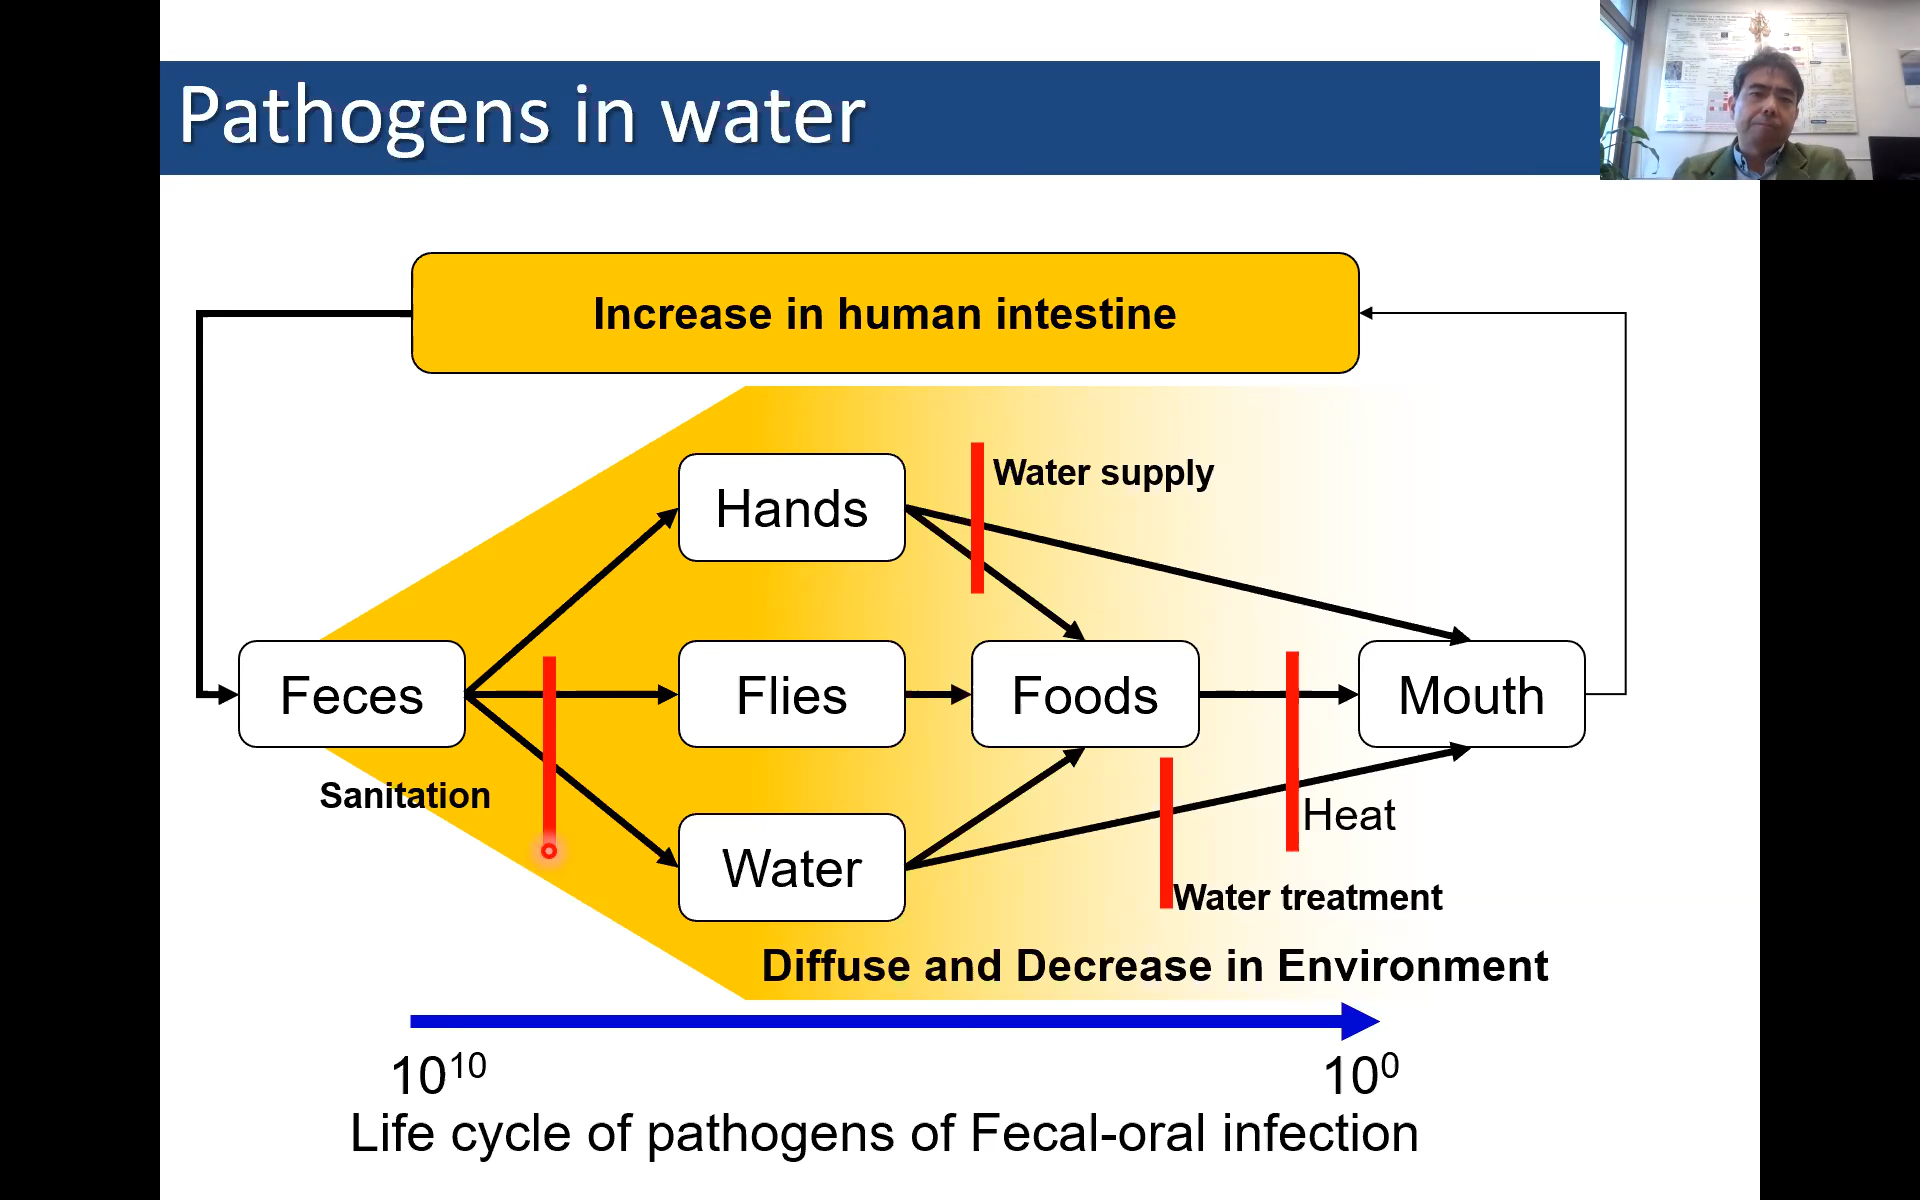 Pathogens in water
Increase in human intestine
Water supply
Hands
Feces
Flies
Foods
Mouth
Sanitation
Heat
Water
Water treatment
Diffuse and Decrease in Environment
10¹⁰
10⁰
Life cycle of pathogens of Fecal-oral infection